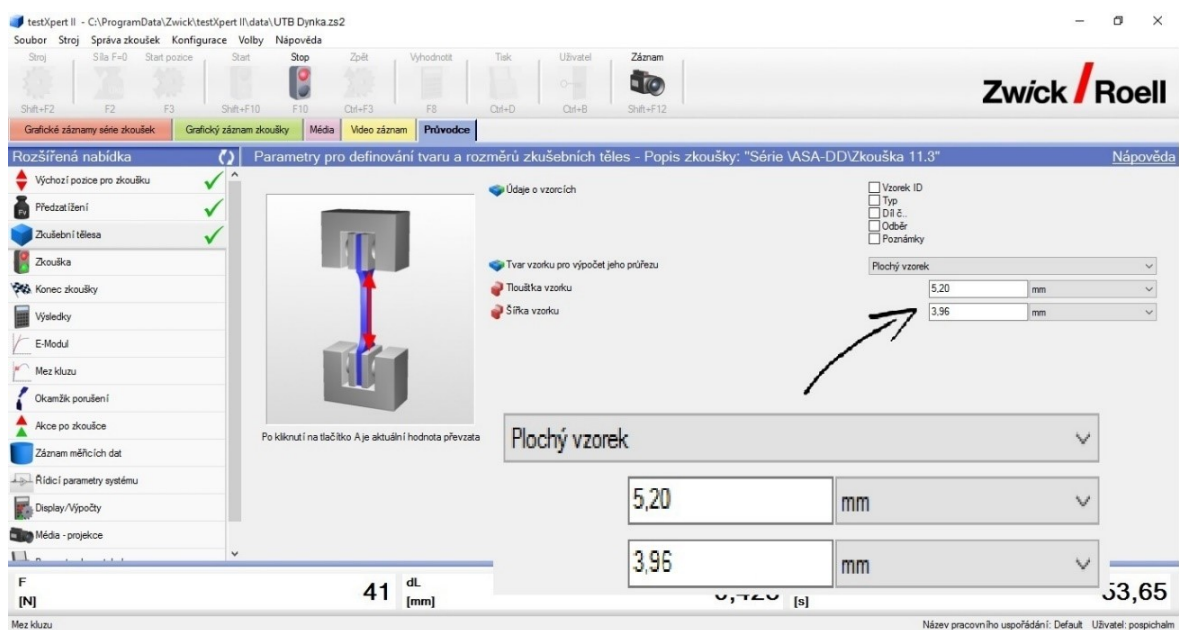 testXpert II - C:\ProgramData\Zwick\testXpert II\data\UTB Dynka.zs2
Soubor Stroj Správa zkoušek Konfigurace Volby Nápověda
Stroj Síla F=0 Start pozice Start Stop Zpět Vyhodnotit Tisk Uživatel Záznam
Shift+F2 F2 F3 Shift+F10 F10 Ctrl+F3 F8 Ctrl+D Ctrl+B Shift+F12
Zwick / Roell
Grafické záznamy série zkoušek Grafický záznam zkoušky Média Video záznam Průvodce
Rozšířená nabídka
Parametry pro definování tvaru a rozměrů zkušebních těles - Popis zkoušky: "Série \ASA-DD\Zkouška 11.3" Nápověda
Výchozí pozice pro zkoušku
Předzatížení
Zkušební tělesa
Zkouška
Konec zkoušky
Výsledky
E-Modul
Mez kluzu
Okamžik porušení
Akce po zkoušce
Záznam měřicích dat
Řídicí parametry systému
Display/Výpočty
Média - projekce
Po kliknutí na tlačítko A je aktuální hodnota převzata
Údaje o vzorcích
Vzorek ID
Typ
Díl č..
Odběr
Poznámky
Tvar vzorku pro výpočet jeho průřezu Plochý vzorek
Tloušťka vzorku 5,20 mm
Šířka vzorku 3,96 mm
Plochý vzorek
5,20 mm
3,96 mm
F [N] 41 dL [mm] [s] 53,65
Mez kluzu Název pracovního uspořádání: Default Uživatel: pospichalm